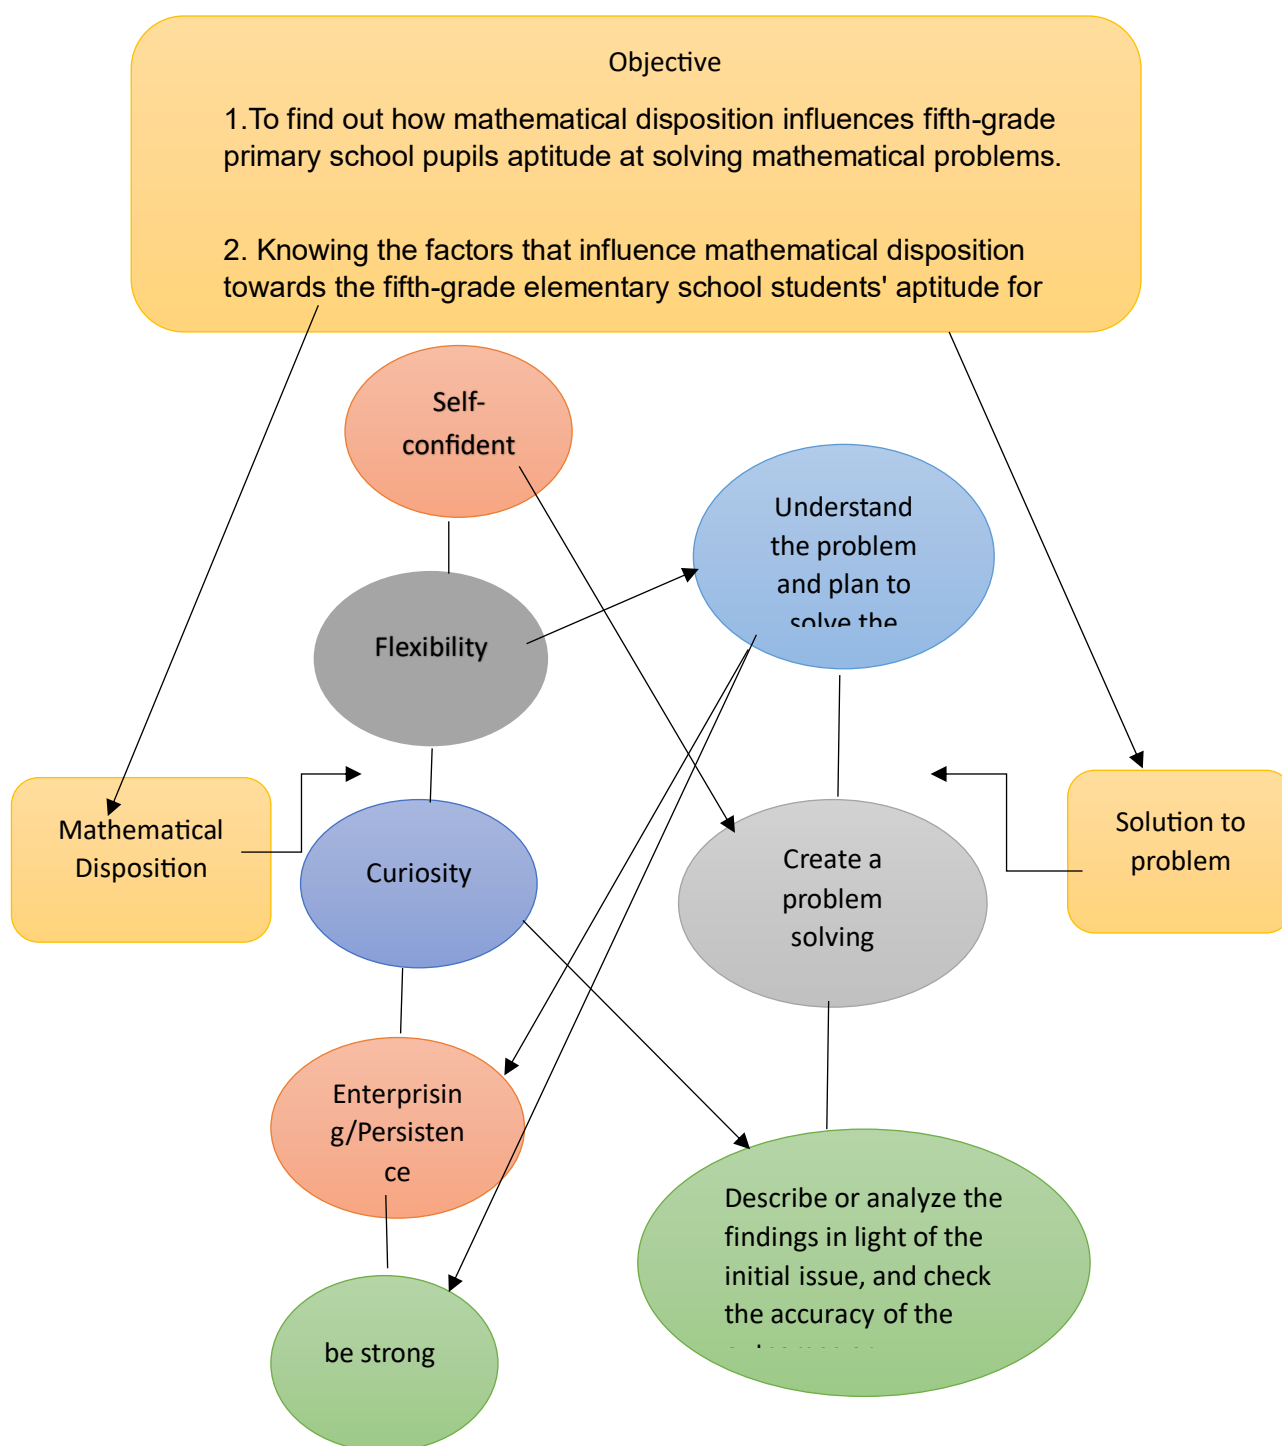 Objective
1.To find out how mathematical disposition influences fifth-grade
primary school pupils aptitude at solving mathematical problems.
2. Knowing the factors that influence mathematical disposition
towards the fifth-grade elementary school students' aptitude for
Self-
confident
Understand
the problem
and plan to
solve the
Flexibility
Mathematical
Disposition
Curiosity
Create a
problem
solving
Solution to
problem
Enterprisin
g/Persisten
ce
Describe or analyze the
findings in light of the
initial issue, and check
the accuracy of the
be strong